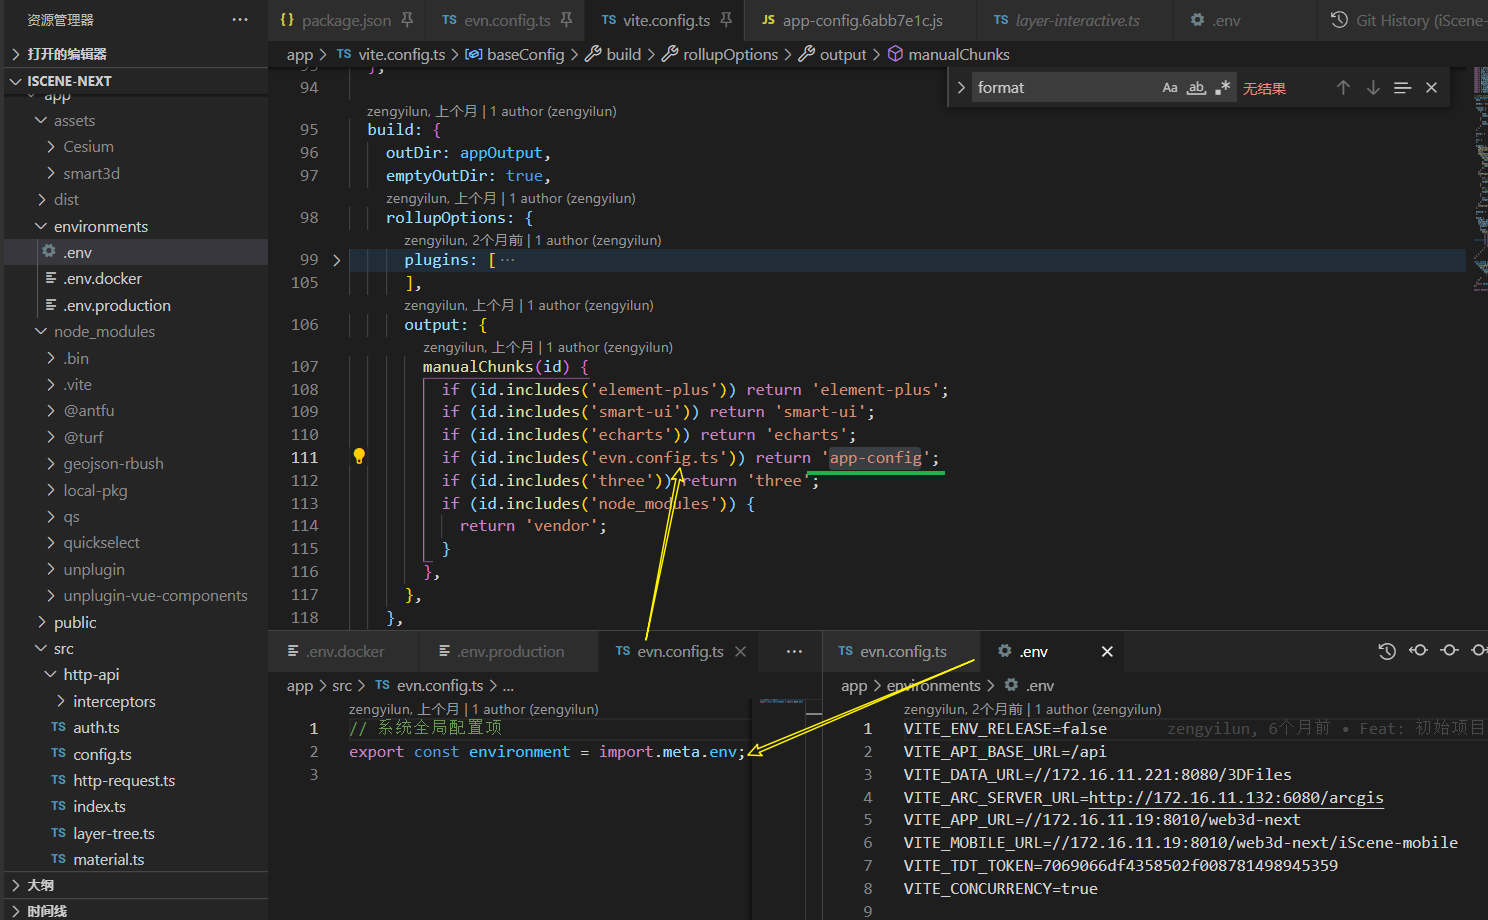 资源管理器
···
打开的编辑器
ISCENE-NEXT
app
assets
Cesium
smart3d
dist
environments
.env
.env.docker
.env.production
node_modules
.bin
.vite
@antfu
@turf
geojson-rbush
local-pkg
qs
quickselect
unplugin
unplugin-vue-components
public
src
http-api
interceptors
TS auth.ts
TS config.ts
TS http-request.ts
TS index.ts
TS layer-tree.ts
TS material.ts
大纲
时间线
{} package.json
TS evn.config.ts
TS vite.config.ts
JS app-config.6abb7e1c.js
TS layer-interactive.ts
.env
Git History (iScene-
app > TS vite.config.ts > baseConfig > build > rollupOptions > output > manualChunks
format Aa ab .* 无结果
94
zengyilun, 上个月 | 1 author (zengyilun)
95 build: {
96 outDir: appOutput,
97 emptyOutDir: true,
zengyilun, 上个月 | 1 author (zengyilun)
98 rollupOptions: {
zengyilun, 2个月前 | 1 author (zengyilun)
99 plugins: [ ···
105 ],
zengyilun, 上个月 | 1 author (zengyilun)
106 output: {
zengyilun, 上个月 | 1 author (zengyilun)
107 manualChunks(id) {
108 if (id.includes('element-plus')) return 'element-plus';
109 if (id.includes('smart-ui')) return 'smart-ui';
110 if (id.includes('echarts')) return 'echarts';
111 if (id.includes('evn.config.ts')) return 'app-config';
112 if (id.includes('three')) return 'three';
113 if (id.includes('node_modules')) {
114 return 'vendor';
115 }
116 },
117 },
118 },
.env.docker
.env.production
TS evn.config.ts
···
app > src > TS evn.config.ts > ...
zengyilun, 上个月 | 1 author (zengyilun)
1 // 系统全局配置项
2 export const environment = import.meta.env;
3
TS evn.config.ts
.env
app > environments > .env
zengyilun, 2个月前 | 1 author (zengyilun)
1 VITE_ENV_RELEASE=false zengyilun, 6个月前 • Feat: 初始项目
2 VITE_API_BASE_URL=/api
3 VITE_DATA_URL=//172.16.11.221:8080/3DFiles
4 VITE_ARC_SERVER_URL=http://172.16.11.132:6080/arcgis
5 VITE_APP_URL=//172.16.11.19:8010/web3d-next
6 VITE_MOBILE_URL=//172.16.11.19:8010/web3d-next/iScene-mobile
7 VITE_TDT_TOKEN=7069066df4358502f008781498945359
8 VITE_CONCURRENCY=true
9